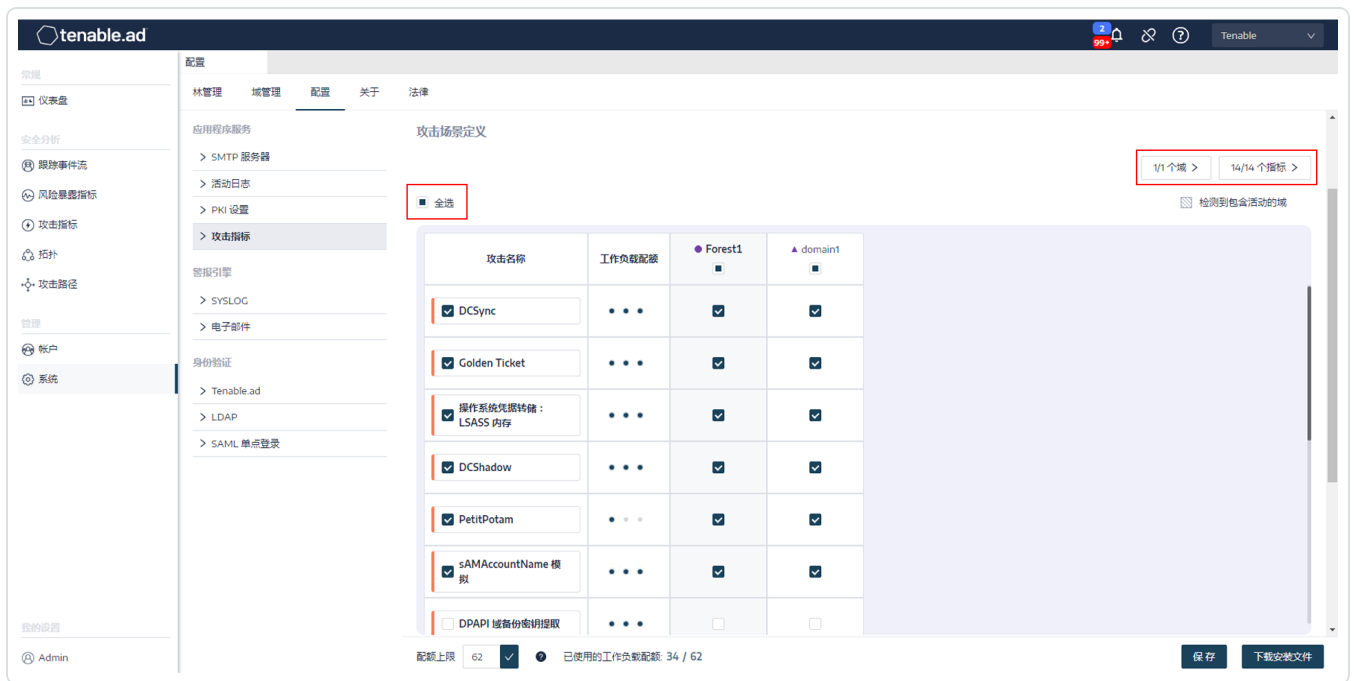 tenable.ad
2
99+
Tenable
常规
仪表盘
安全分析
跟踪事件流
风险暴露指标
攻击指标
拓扑
攻击路径
管理
帐户
系统
我的设置
Admin
配置
林管理 域管理 配置 关于 法律
应用程序服务
SMTP 服务器
活动日志
PKI 设置
攻击指标
警报引擎
SYSLOG
电子邮件
身份验证
Tenable.ad
LDAP
SAML 单点登录
攻击场景定义
1/1 个域 > 14/14 个指标 >
全选
检测到包含活动的域
攻击名称 工作负载配额 Forest1 domain1
DCSync
Golden Ticket
操作系统凭据转储：
LSASS 内存
DCShadow
PetitPotam
sAMAccountName 模
拟
DPAPI 域备份密钥提取
配额上限 62 已使用的工作负载配额: 34 / 62
保存 下载安装文件